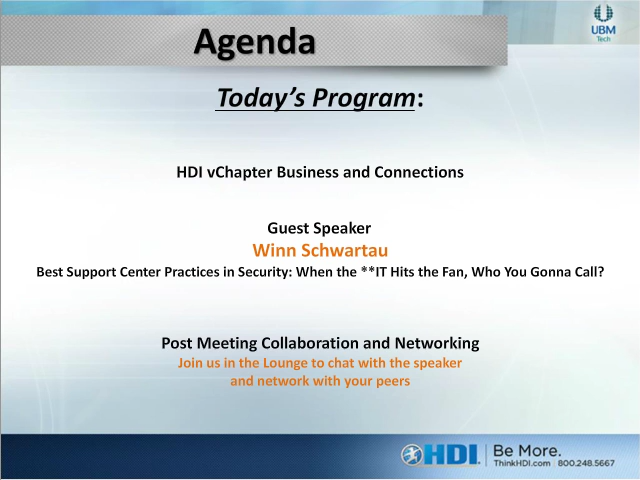 Agenda
UBM
Tech
Today's Program:
HDI vChapter Business and Connections
Guest Speaker
Winn Schwartau
Best Support Center Practices in Security: When the **IT Hits the Fan, Who You Gonna Call?
Post Meeting Collaboration and Networking
Join us in the Lounge to chat with the speaker
and network with your peers
HDI. Be More.
ThinkHDI.com | 800.248.5667